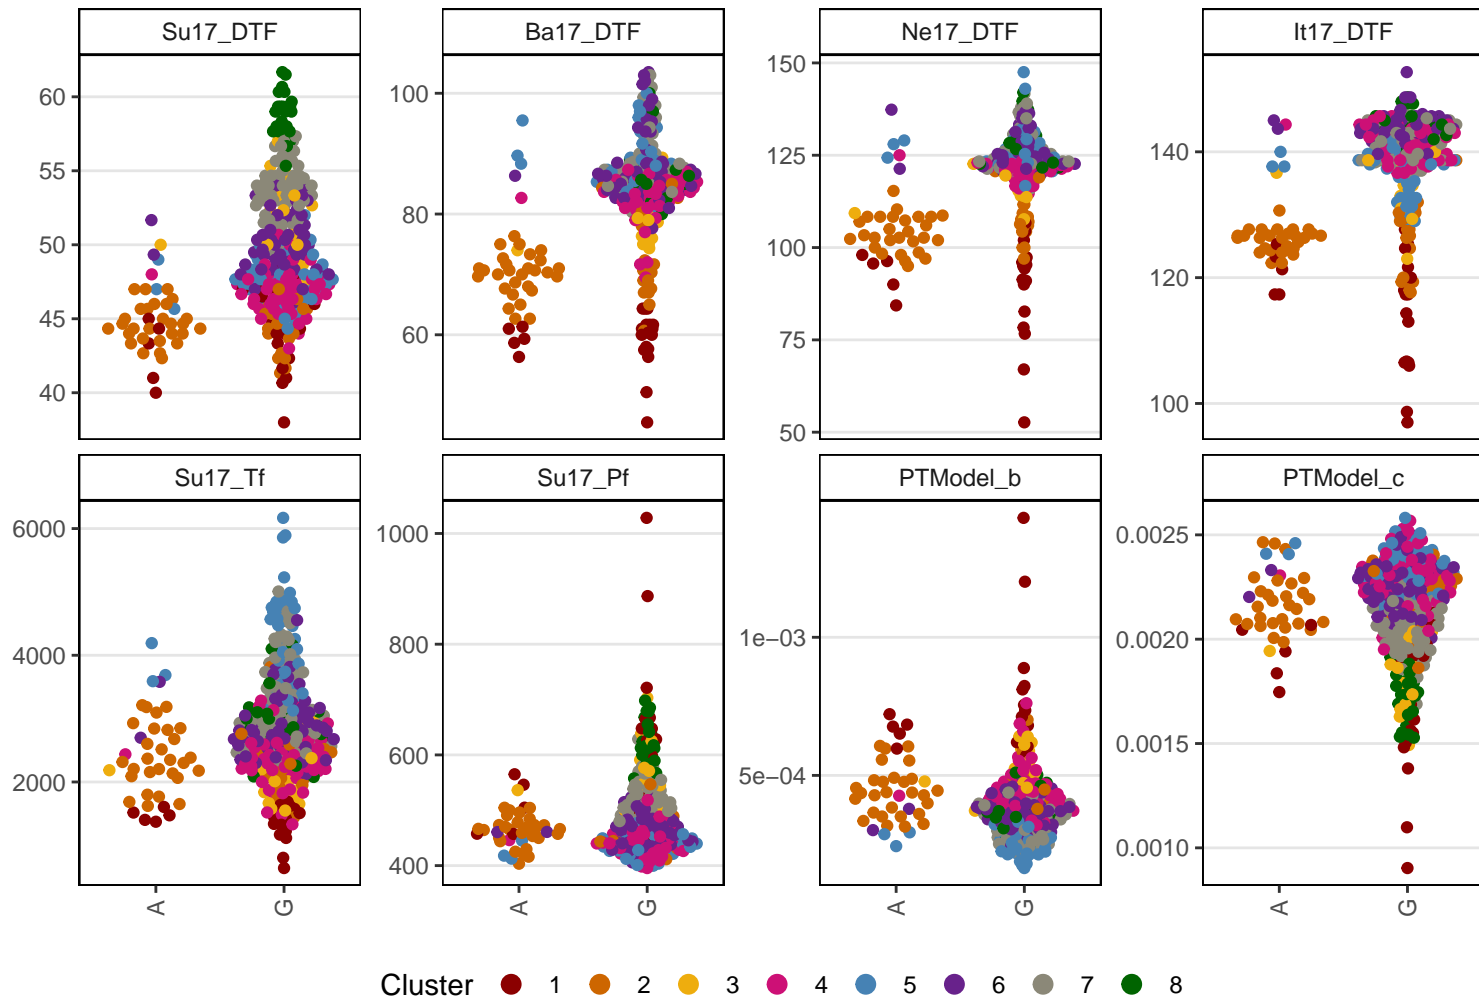 Su17_DTF
Ba17_DTF
Ne17_DTF
It17_DTF
60
55
50
45
40
100
80
60
150
125
100
75
50
140
120
100
Su17_Tf
Su17_Pf
PTModel_b
PTModel_c
6000
4000
2000
1000
800
600
400
1e−03
5e−04
0.0025
0.0020
0.0015
0.0010
A G A G A G A G
Cluster 1 2 3 4 5 6 7 8